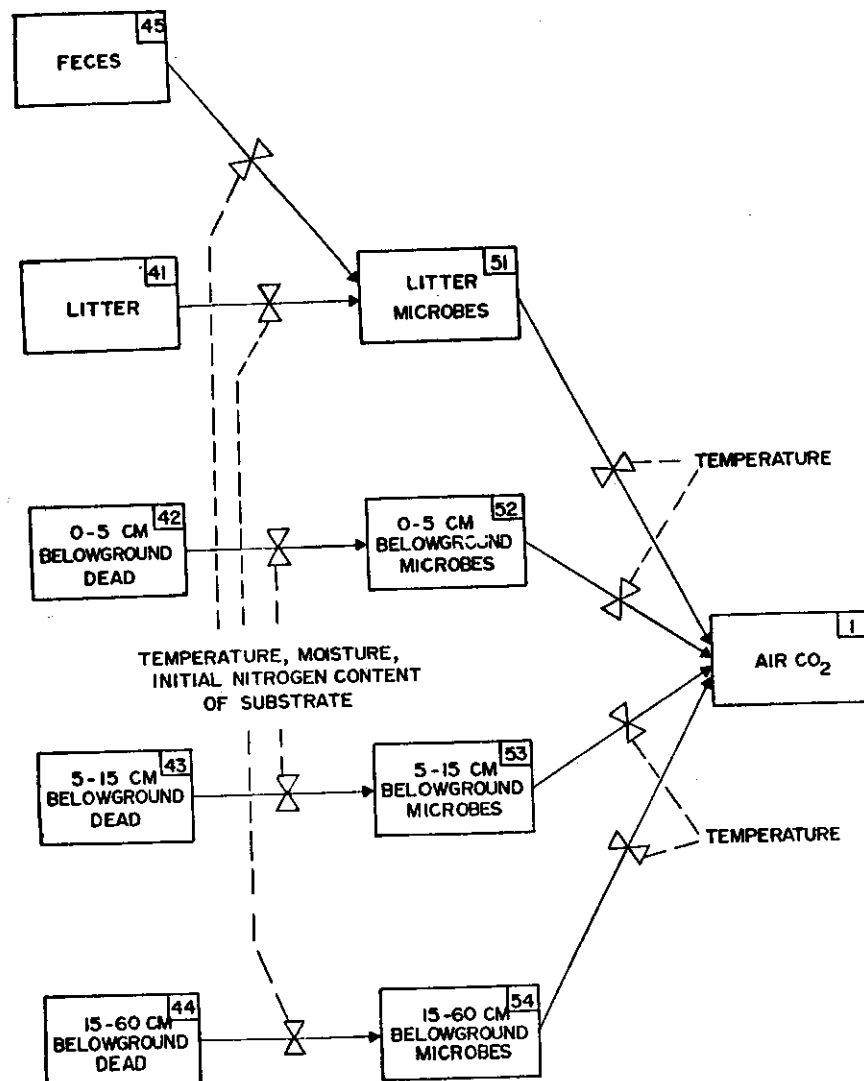 45
FECES
41
LITTER
51
LITTER
MICROBES
TEMPERATURE
42
0-5 CM
BELOWGROUND
DEAD
52
0-5 CM
BELOWGROUND
MICROBES
1
AIR CO2
TEMPERATURE, MOISTURE,
INITIAL NITROGEN CONTENT
OF SUBSTRATE
43
5-15 CM
BELOWGROUND
DEAD
53
5-15 CM
BELOWGROUND
MICROBES
TEMPERATURE
44
15-60 CM
BELOWGROUND
DEAD
54
15-60 CM
BELOWGROUND
MICROBES